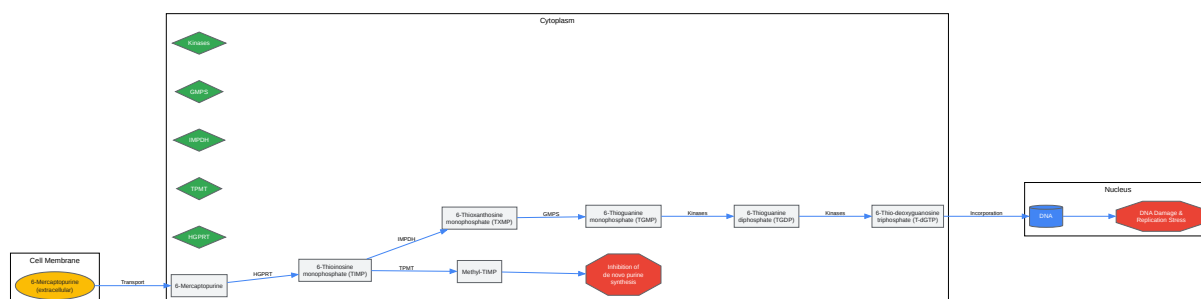 Cytoplasm
Kinases
GMPS
IMPDH
TPMT
HGPRT
Cell Membrane
6-Mercaptopurine
(extracellular)
Transport
6-Mercaptopurine
HGPRT
6-Thioinosine
monophosphate (TIMP)
IMPDH
TPMT
6-Thioxanthosine
monophosphate (TXMP)
Methyl-TIMP
GMPS
6-Thioguanine
monophosphate (TGMP)
Inhibition of
de novo purine
synthesis
Kinases
6-Thioguanine
diphosphate (TGDP)
Kinases
6-Thio-deoxyguanosine
triphosphate (T-dGTP)
Incorporation
Nucleus
DNA
DNA Damage &
Replication Stress